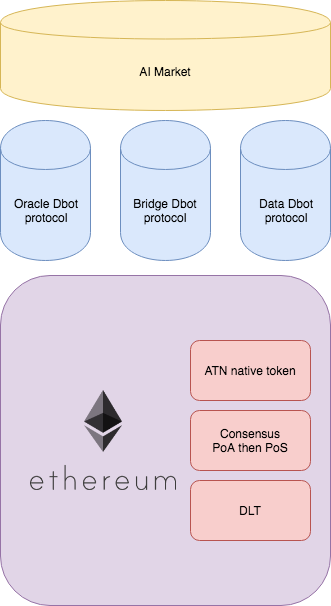 AI Market
Oracle Dbot
protocol
Bridge Dbot
protocol
Data Dbot
protocol
ATN native token
Consensus
PoA then PoS
DLT
ethereum